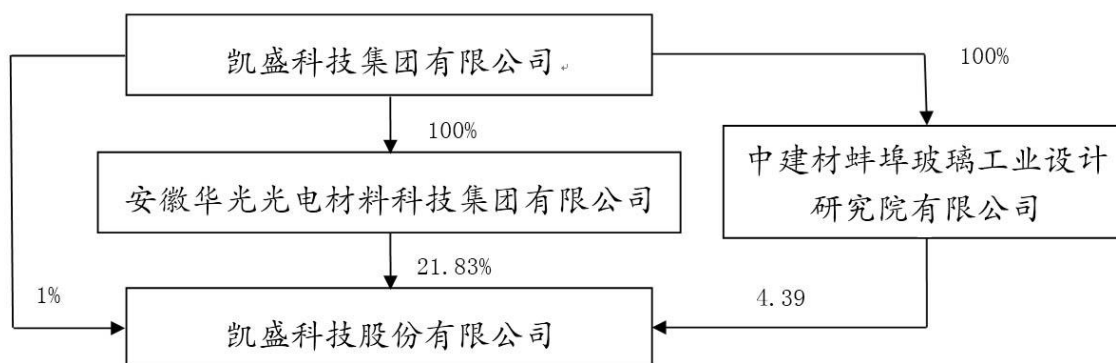 凯盛科技集团有限公司
100%
100%
安徽华光光电材料科技集团有限公司
中建材蚌埠玻璃工业设计
研究院有限公司
21.83%
1%
4.39
凯盛科技股份有限公司